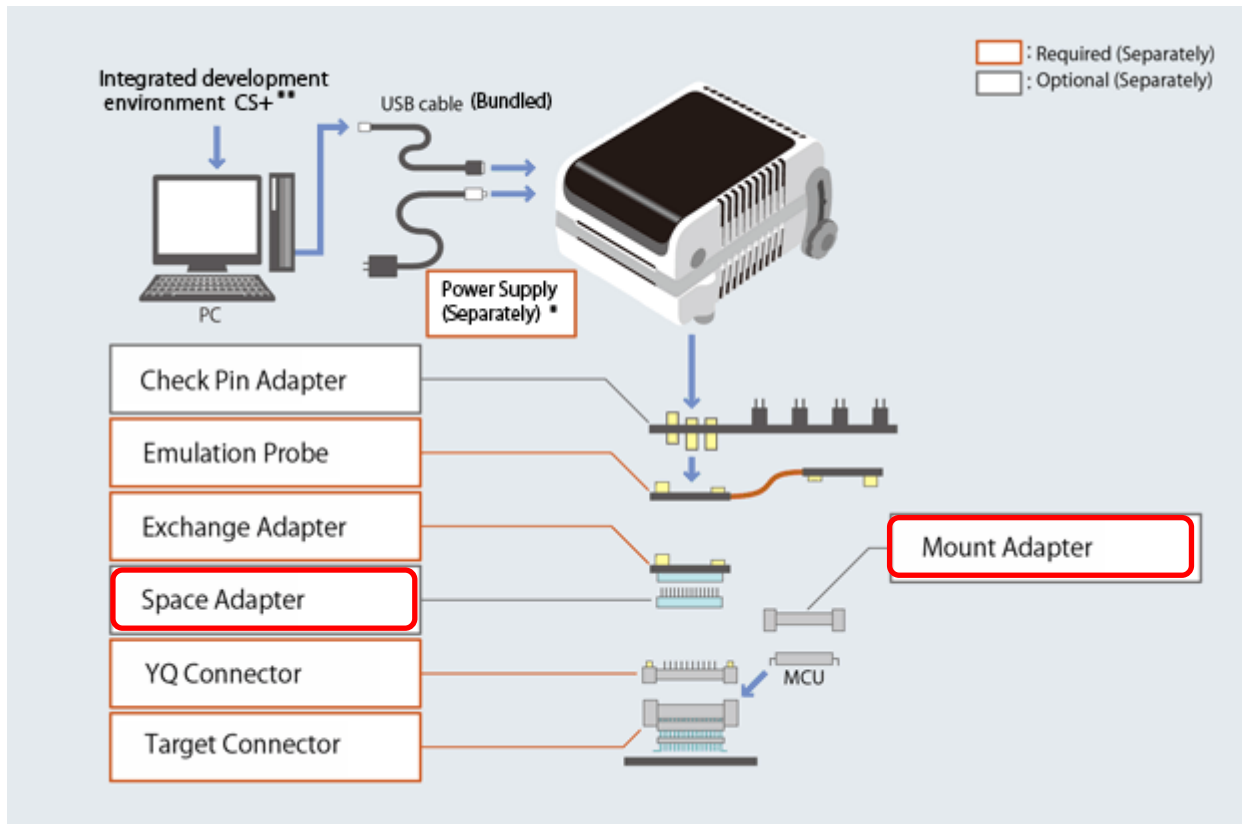 : Required (Separately)
: Optional (Separately)
Integrated development
environment CS+ **
USB cable (Bundled)
PC
Power Supply
(Separately) *
Check Pin Adapter
Emulation Probe
Exchange Adapter
Mount Adapter
Space Adapter
YQ Connector
MCU
Target Connector